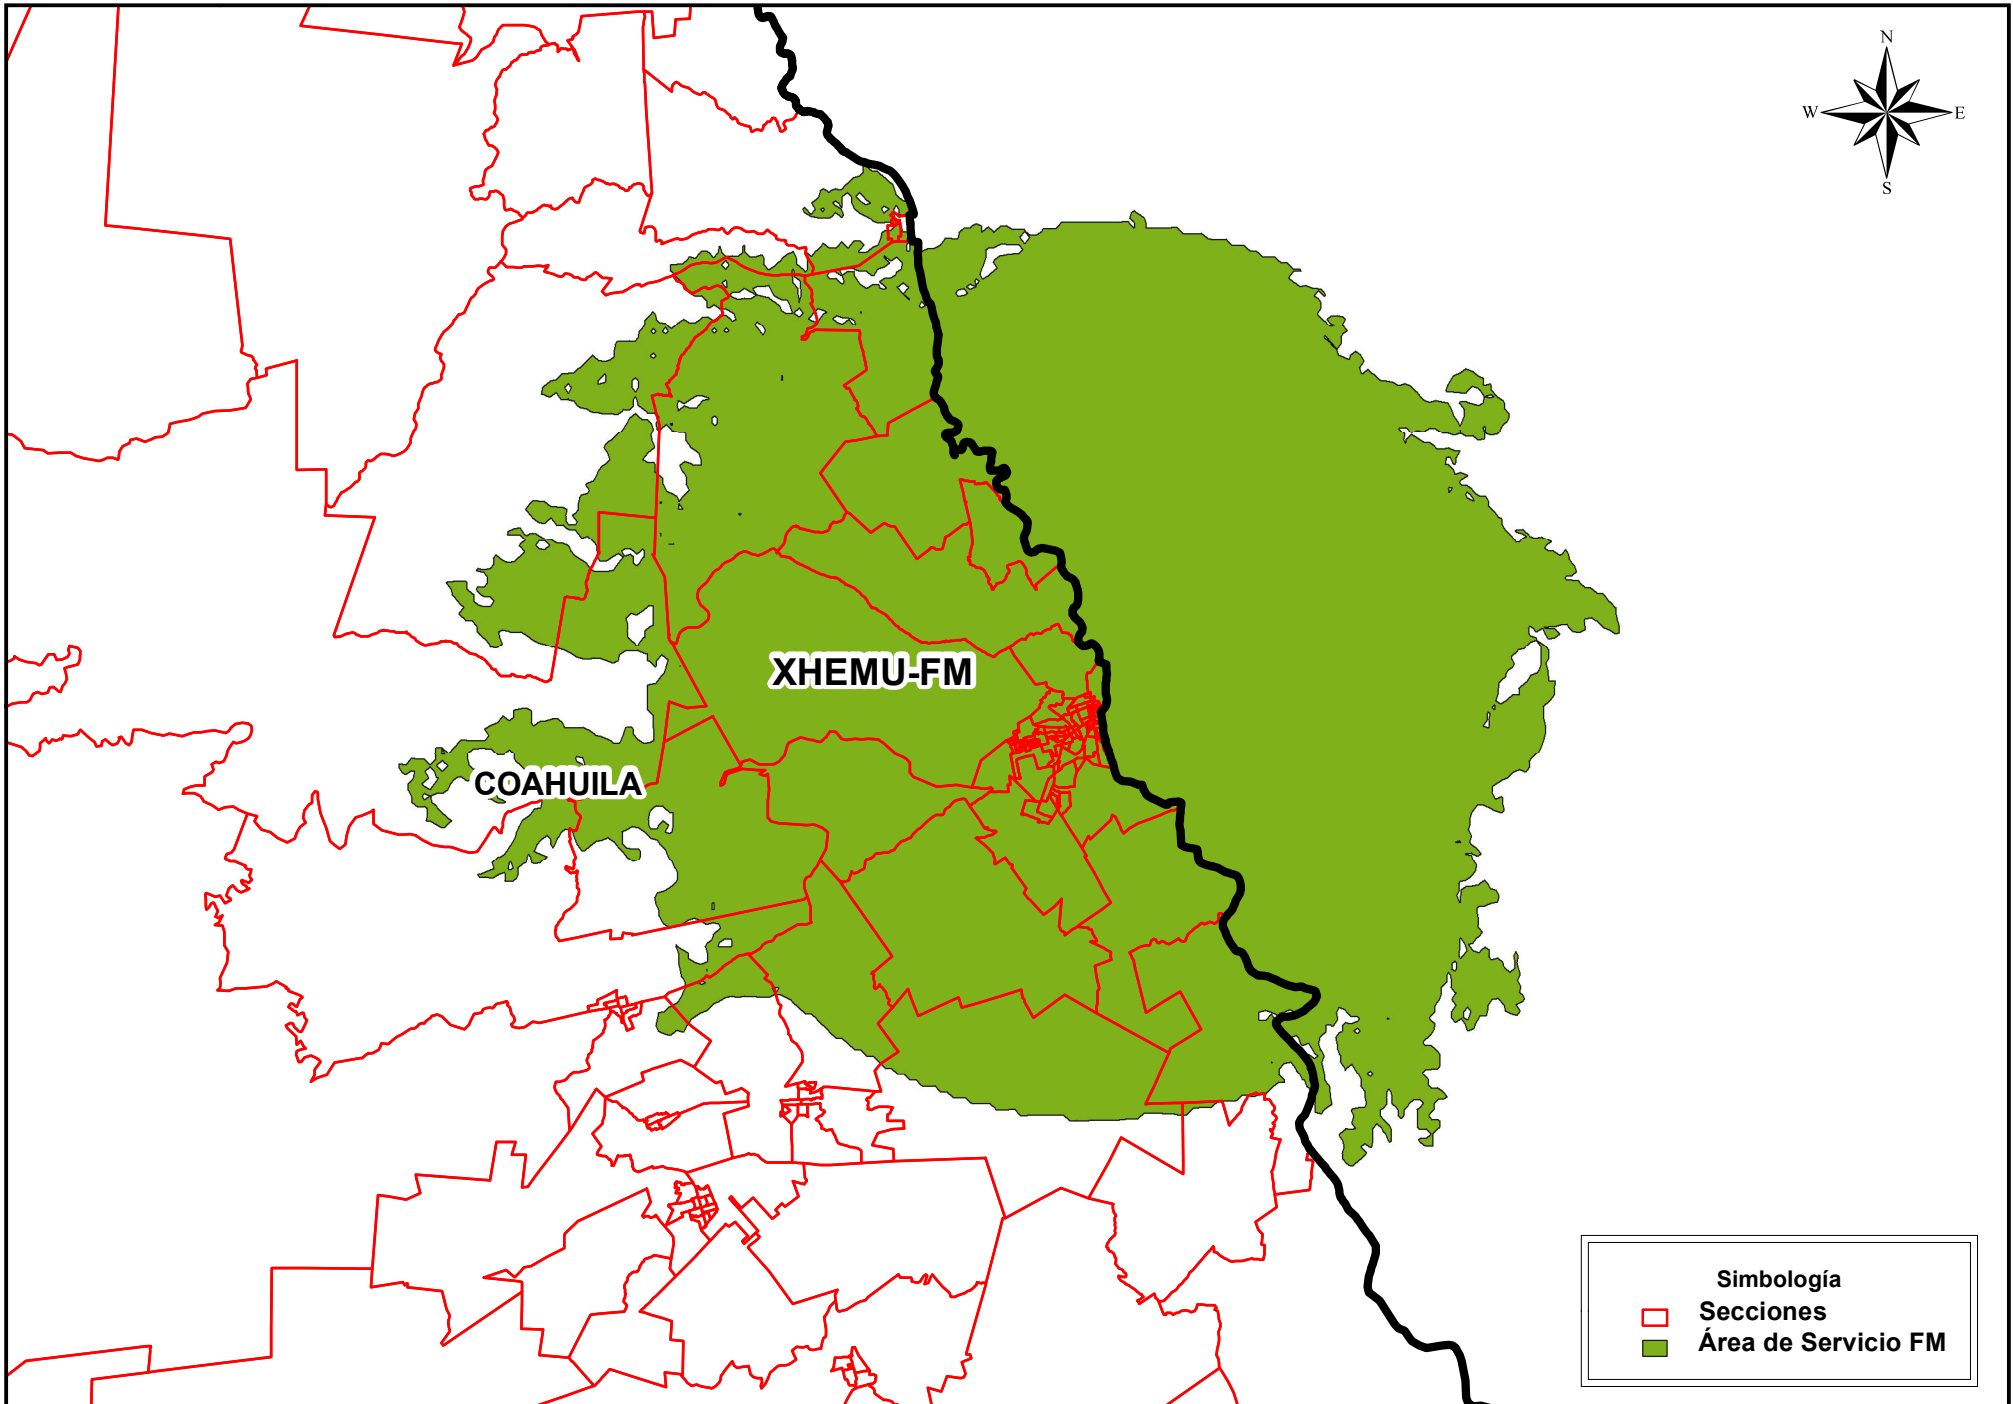 N
W E
S
XHEMU-FM
COAHUILA
Simbología
Secciones
Área de Servicio FM